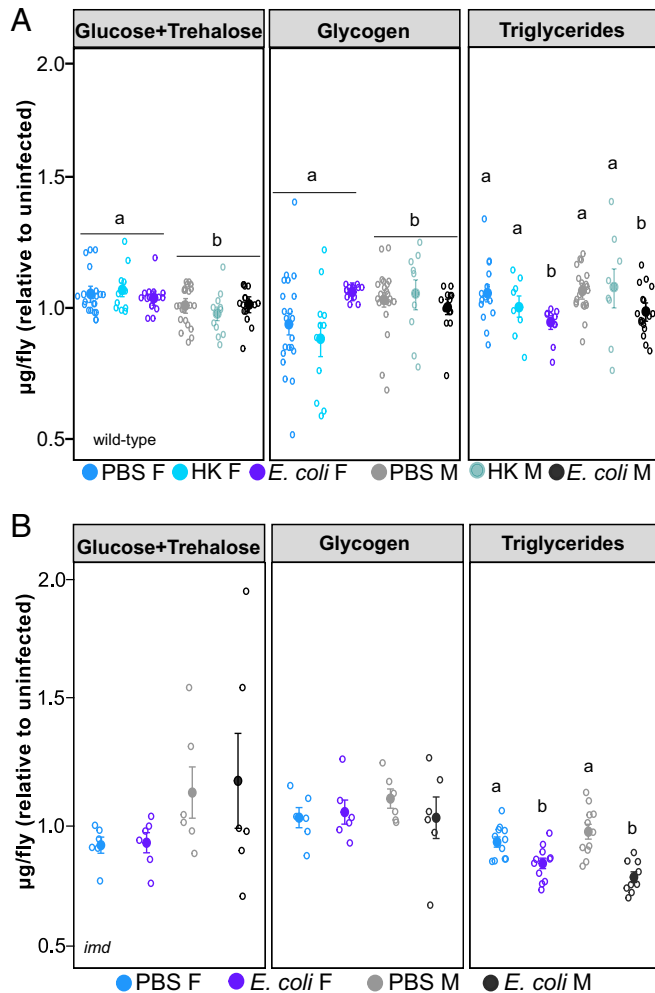 A
Glucose+Trehalose Glycogen Triglycerides
µg/fly (relative to uninfected)
2.0
1.5
1.0
0.5
a b
a b
a a b a a b
wild-type
PBS F HK F E. coli F PBS M HK M E. coli M
B
Glucose+Trehalose Glycogen Triglycerides
µg/fly (relative to uninfected)
2.0
1.5
1.0
0.5
a b a b
imd
PBS F E. coli F PBS M E. coli M